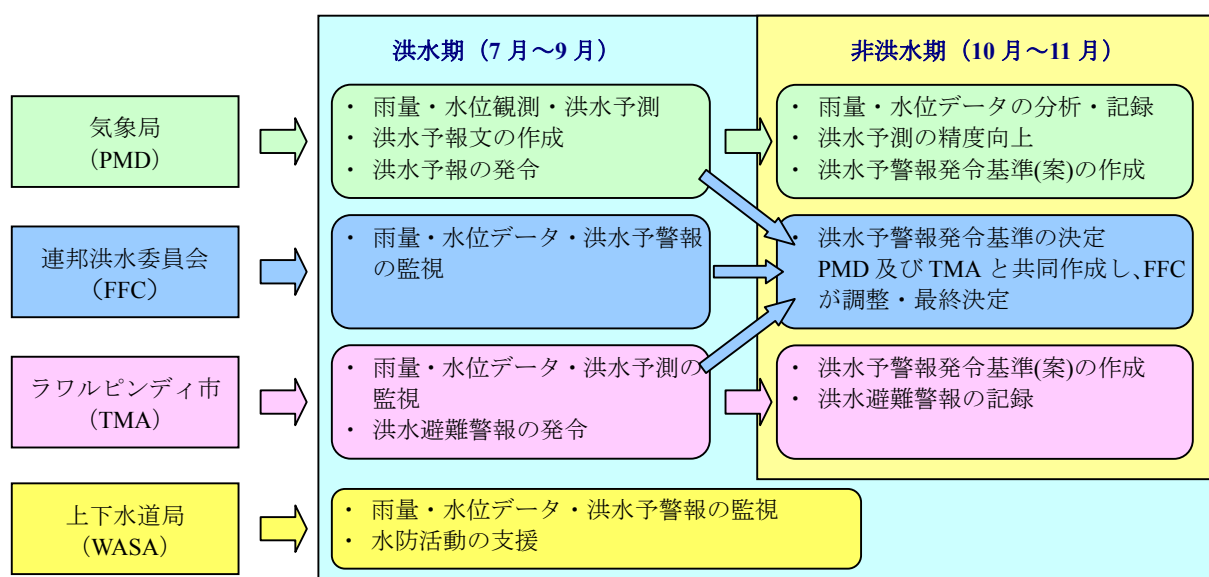 洪水期（7 月～9 月）
非洪水期（10 月～11 月）
気象局
（PMD）
・ 雨量・水位観測・洪水予測
・ 洪水予報文の作成
・ 洪水予報の発令
・ 雨量・水位データの分析・記録
・ 洪水予測の精度向上
・ 洪水予警報発令基準(案)の作成
連邦洪水委員会
（FFC）
・ 雨量・水位データ・洪水予警報
の監視
・ 洪水予警報発令基準の決定
PMD 及び TMA と共同作成し、FFC
が調整・最終決定
ラワルピンディ市
(TMA)
・ 雨量・水位データ・洪水予測の
監視
・ 洪水避難警報の発令
・ 洪水予警報発令基準(案)の作成
・ 洪水避難警報の記録
上下水道局
(WASA)
・ 雨量・水位データ・洪水予警報の監視
・ 水防活動の支援